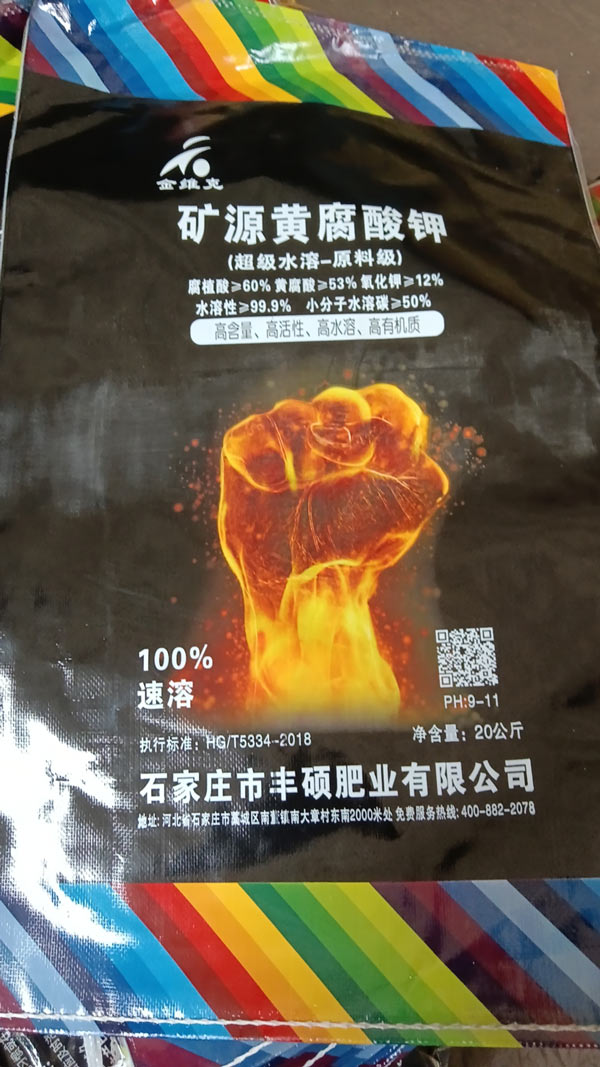 金维克
矿源黄腐酸钾
(超级水溶-原料级)
腐植酸≥60% 黄腐酸≥53% 氧化钾≥12%
水溶性≥99.9% 小分子水溶碳≥50%
高含量、高活性、高水溶、高有机质
100%
速溶
PH:9-11
执行标准: HG/T5334-2018
净含量: 20公斤
石家庄市丰硕肥业有限公司
地址: 河北省石家庄市藁城区南董镇南大章村东南2000米处 免费服务热线: 400-882-2078